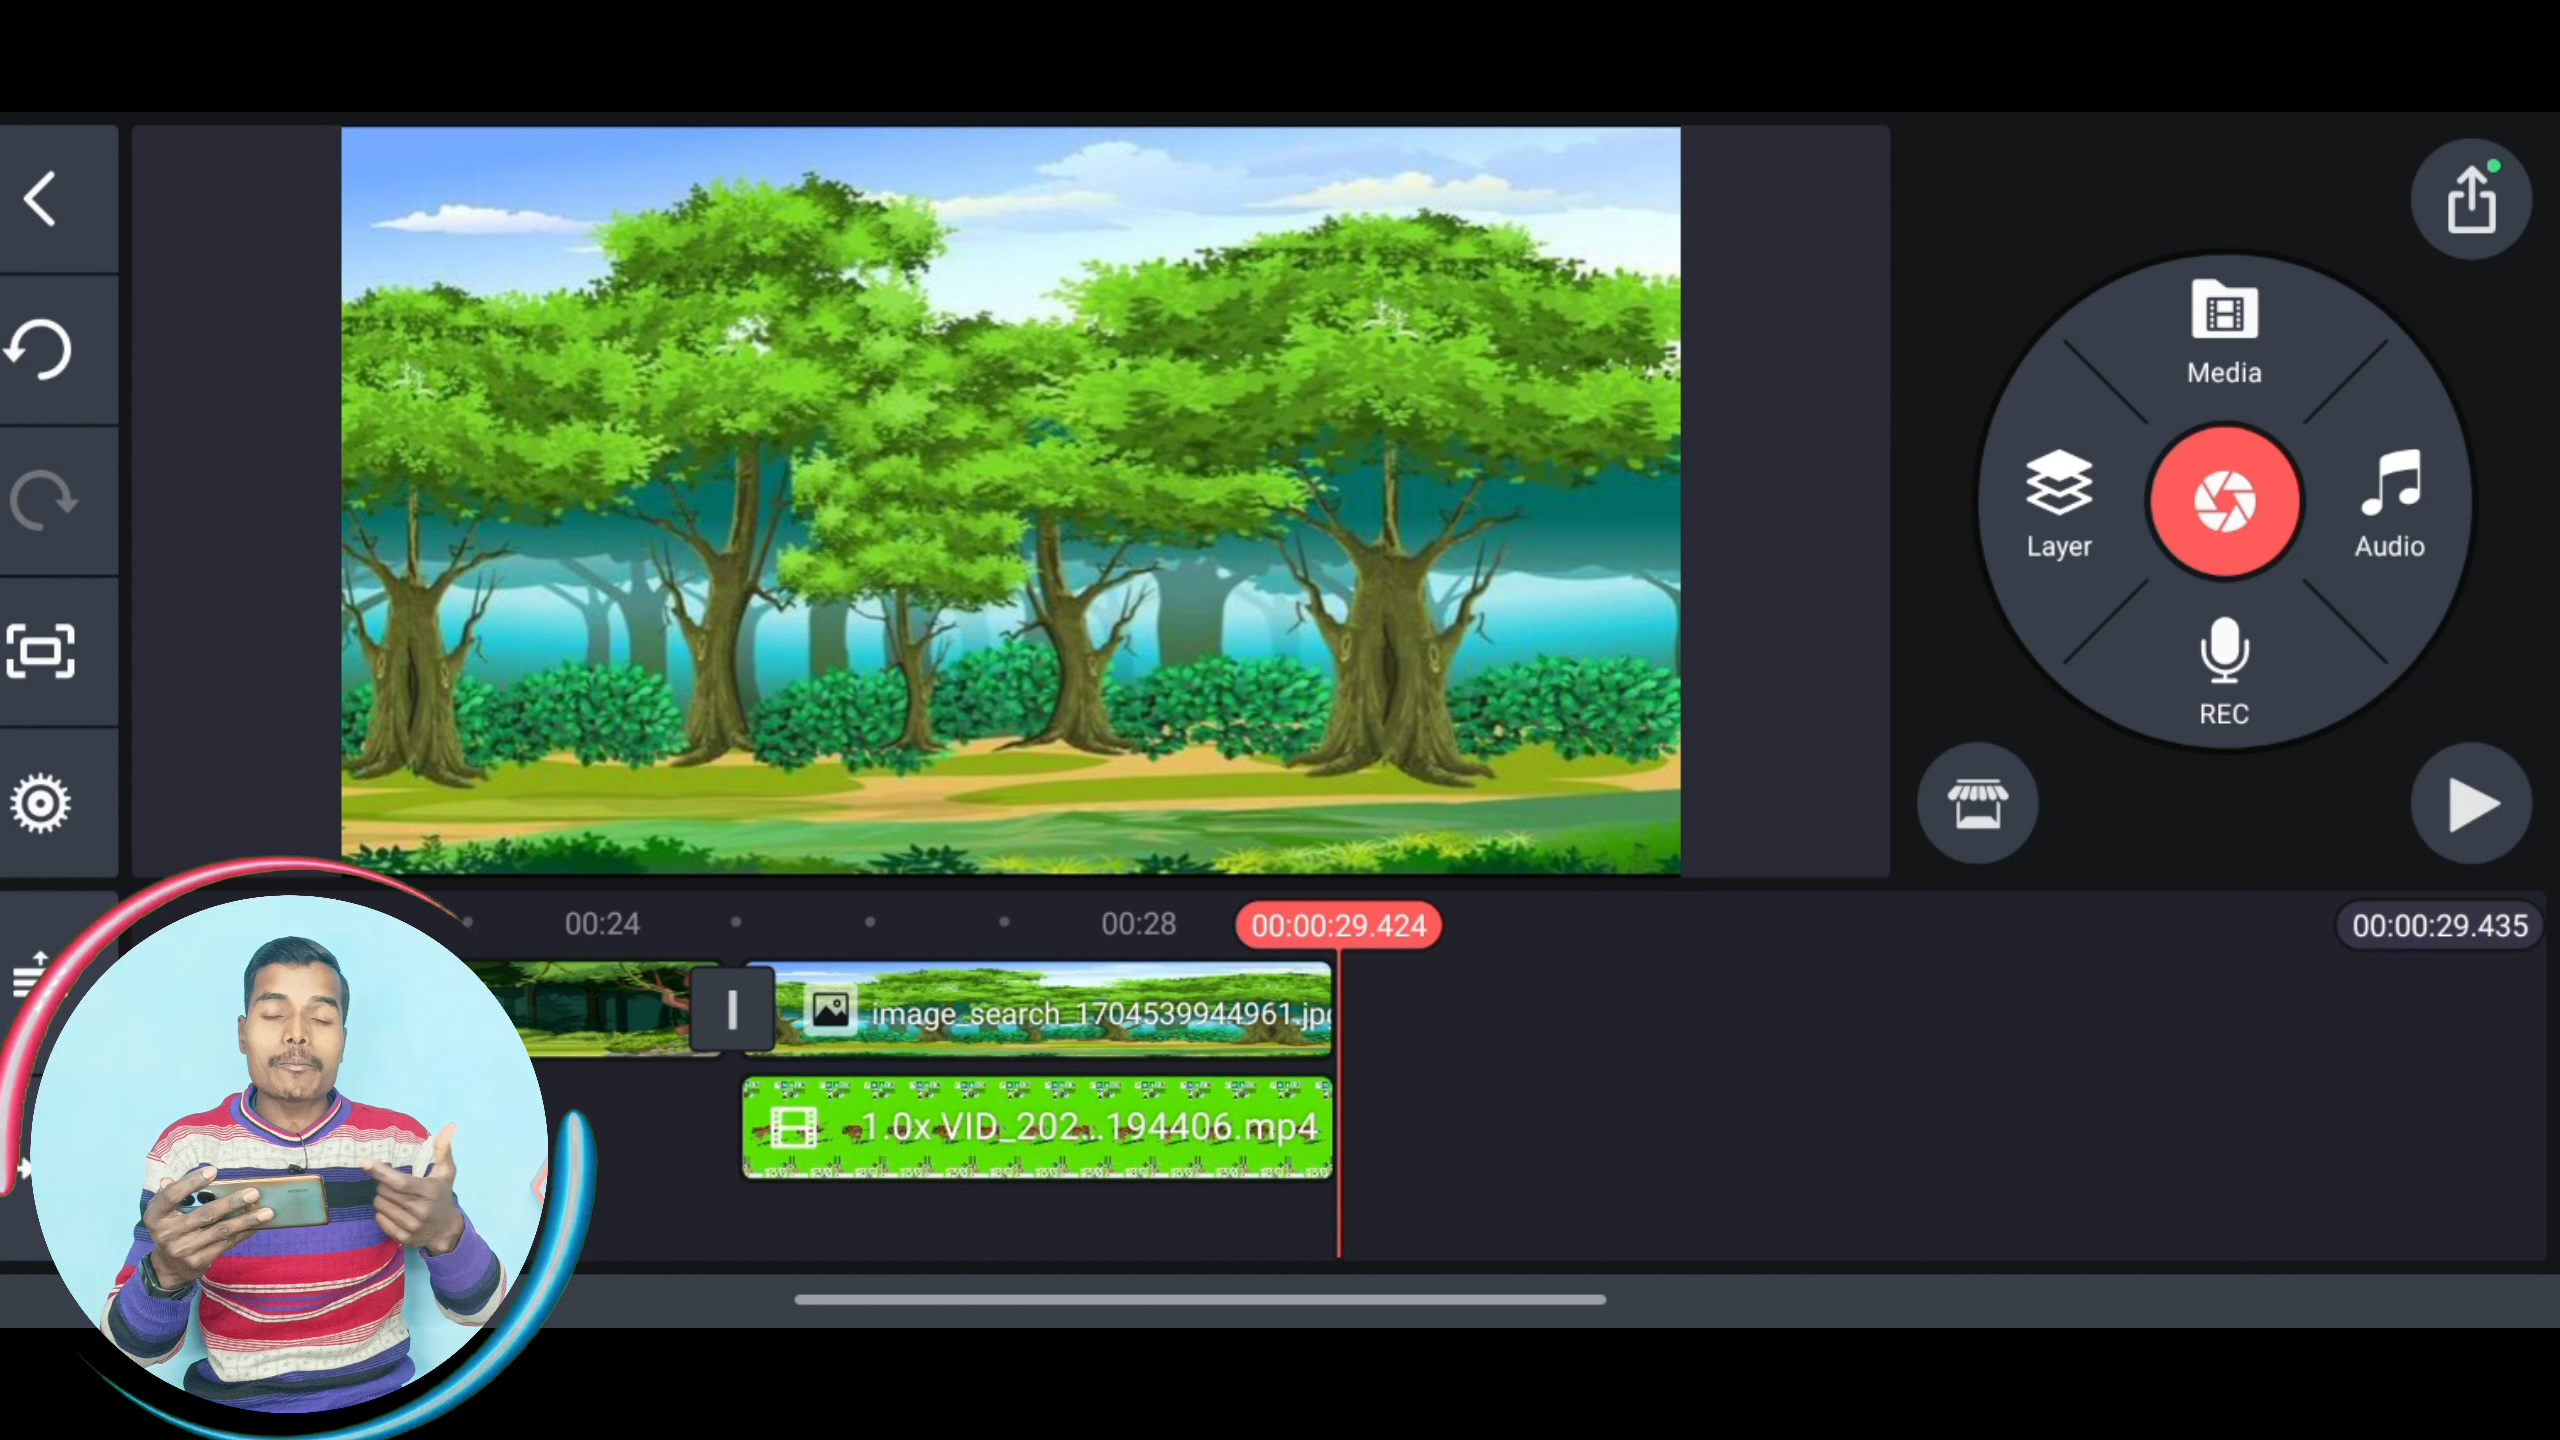 Media
Layer
Audio
REC
00:24
00:28
00:00:29.424
00:00:29.435
image_search_1704539944961.jp
1.0x VID_202...194406.mp4